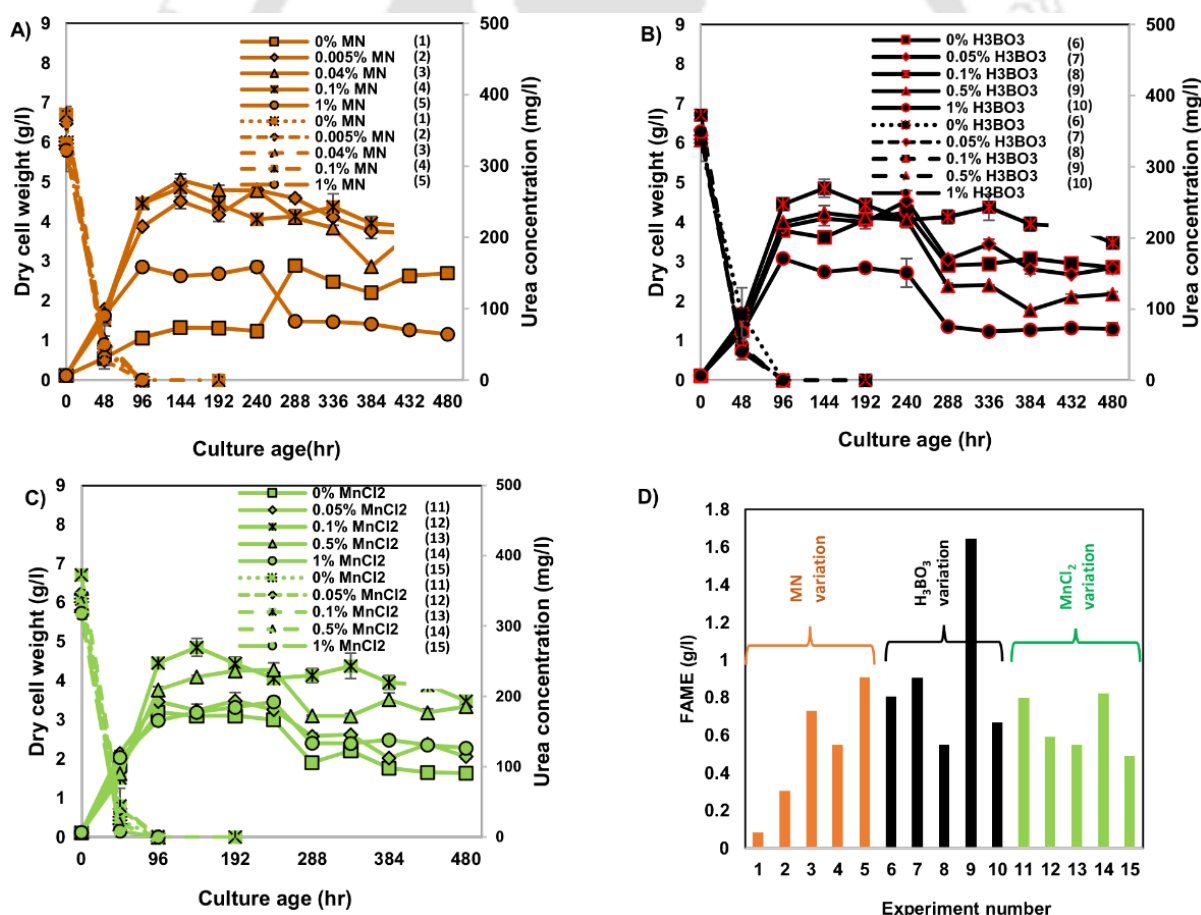 A)
Dry cell weight (g/l)
9
8
7
6
5
4
3
2
1
0
0% MN (1)
0.005% MN (2)
0.04% MN (3)
0.1% MN (4)
1% MN (5)
0% MN (1)
0.005% MN (2)
0.04% MN (3)
0.1% MN (4)
1% MN (5)
500
400
300
200
100
0
Urea concentration (mg/l)
0 48 96 144 192 240 288 336 384 432 480
Culture age(hr)
B)
Dry cell weight (g/l)
9
8
7
6
5
4
3
2
1
0
0% H3BO3 (6)
0.05% H3BO3 (7)
0.1% H3BO3 (8)
0.5% H3BO3 (9)
1% H3BO3 (10)
0% H3BO3 (6)
0.05% H3BO3 (7)
0.1% H3BO3 (8)
0.5% H3BO3 (9)
1% H3BO3 (10)
500
400
300
200
100
0
Urea concentration (mg/l)
0 48 96 144 192 240 288 336 384 432 480
Culture age (hr)
C)
Dry cell weight (g/l)
9
8
7
6
5
4
3
2
1
0
0% MnCl2
0.05% MnCl2 (11)
0.1% MnCl2 (12)
0.5% MnCl2 (13)
1% MnCl2 (14)
0% MnCl2 (15)
0.05% MnCl2 (11)
0.1% MnCl2 (12)
0.5% MnCl2 (13)
1% MnCl2 (14)
(15)
500
400
300
200
100
0
Urea concentration (mg/l)
0 96 192 288 384 480
Culture age (hr)
D)
FAME (g/l)
1.8
1.6
1.4
1.2
1
0.8
0.6
0.4
0.2
0
MN
variation
H₃BO₃
variation
MnCl₂
variation
1 2 3 4 5 6 7 8 9 10 11 12 13 14 15
Experiment number